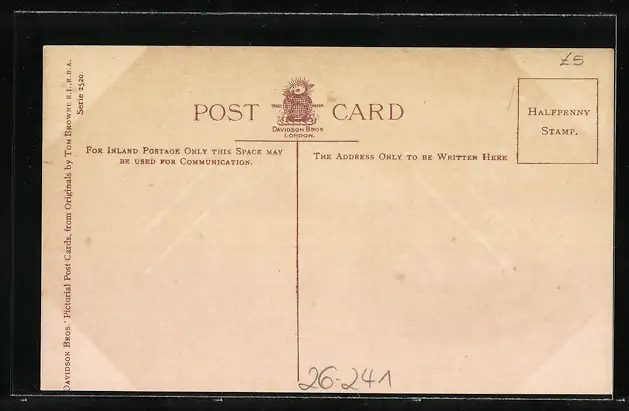 £5
POST CARD
TRADE MARK
DAVIDSON BROS
LONDON.
HALFPENNY
STAMP.
FOR INLAND POSTAGE ONLY THIS SPACE MAY
BE USED FOR COMMUNICATION.
THE ADDRESS ONLY TO BE WRITTEN HERE
DAVIDSON BROS.' Pictorial Post Cards, from Originals by TOM BROWNE R.I., R.B.A.
Serie 2520.
26-241